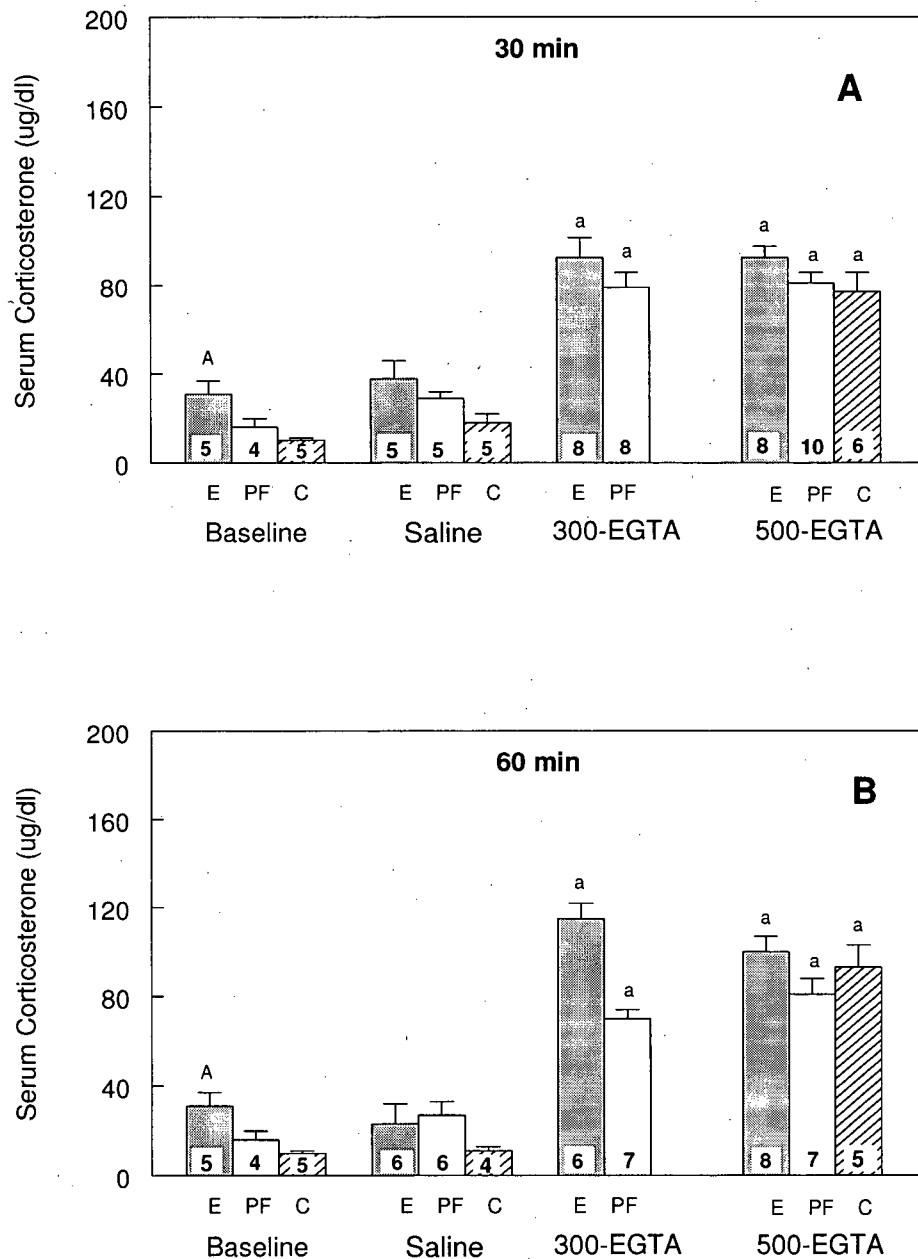 200
30 min
A
160
120
a
a
a
a
a
80
A
40
5 4 5 5 5 5 8 8 8 10 6
0
E PF C E PF C E PF E PF C
Baseline Saline 300-EGTA 500-EGTA
Serum Corticosterone (ug/dl)
200
60 min
B
160
a
120
a
a
a
a
80
A
40
5 4 5 6 6 4 6 7 8 7 5
0
E PF C E PF C E PF E PF C
Baseline Saline 300-EGTA 500-EGTA
Serum Corticosterone (ug/dl)